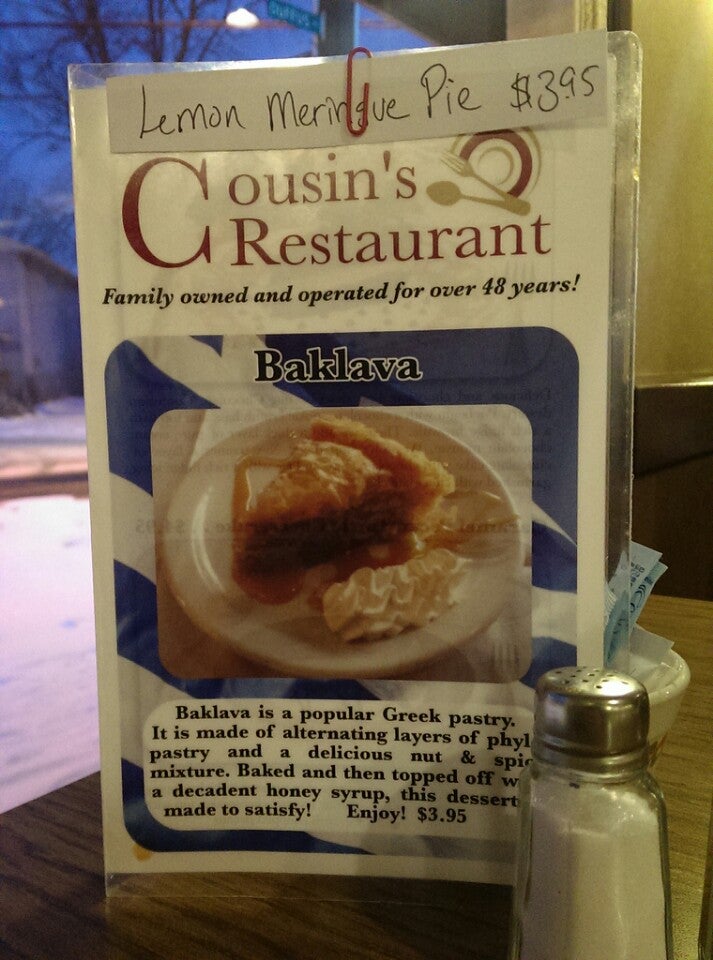 Lemon Meringue Pie $3.95
Cousin's
Restaurant
Family owned and operated for over 48 years!
Baklava
Baklava is a popular Greek pastry.
It is made of alternating layers of phyl
pastry and a delicious nut & spic
mixture. Baked and then topped off w
a decadent honey syrup, this dessert
made to satisfy! Enjoy! $3.95